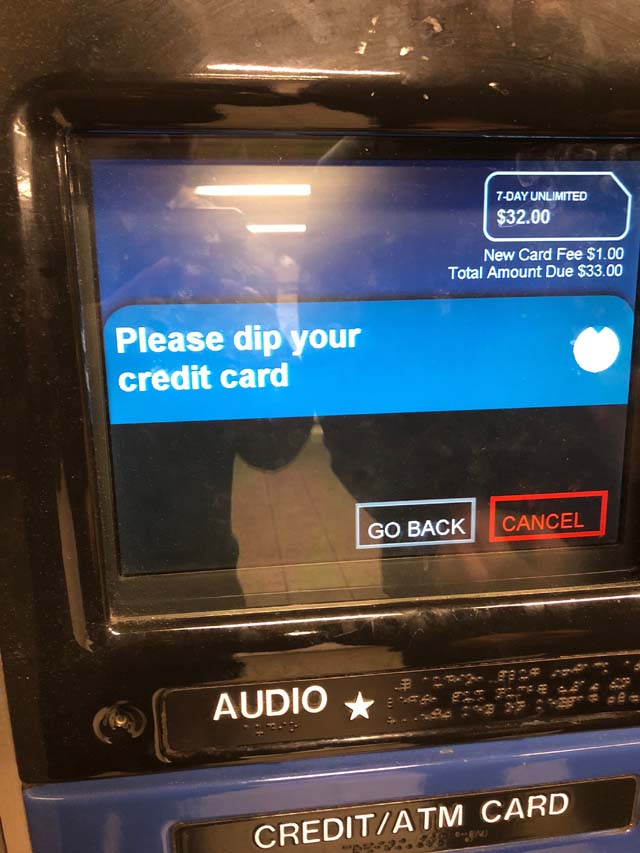 7-DAY UNLIMITED
$32.00
New Card Fee $1.00
Total Amount Due $33.00
Please dip your
credit card
GO BACK
CANCEL
AUDIO ★
CREDIT/ATM CARD